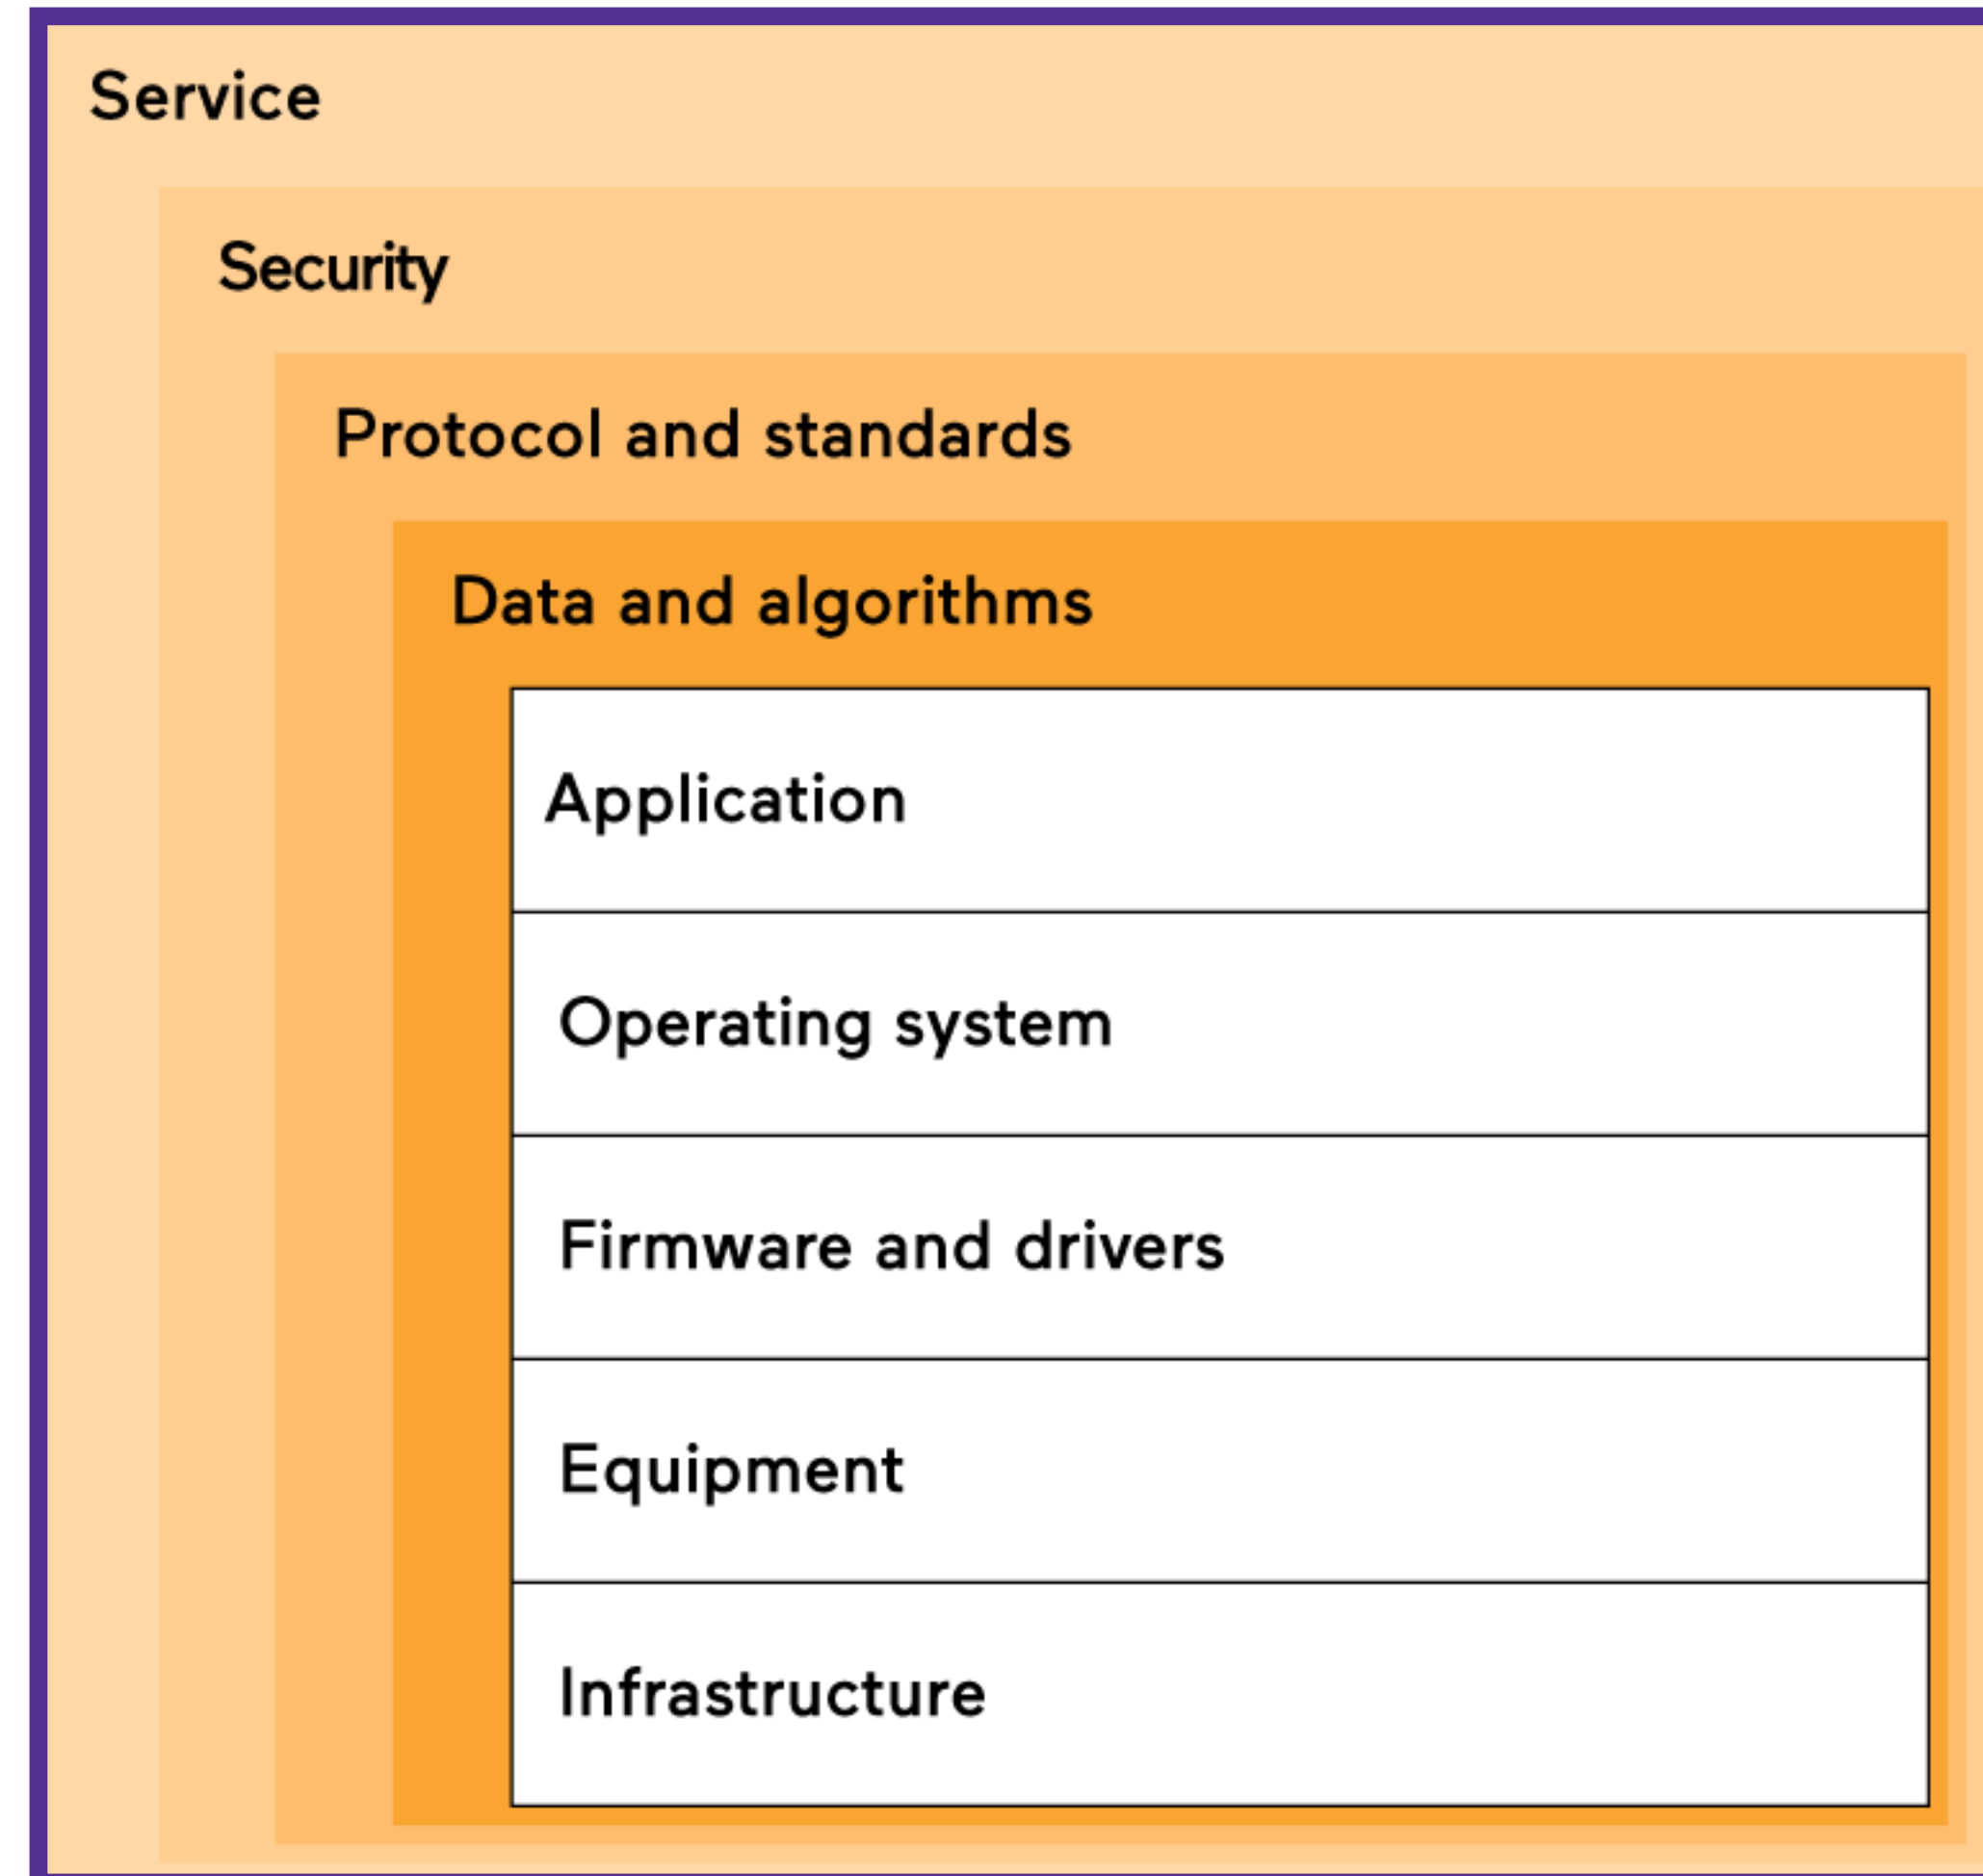 Service
Security
Protocol and standards
Data and algorithms
Application
Operating system
Firmware and drivers
Equipment
Infrastructure